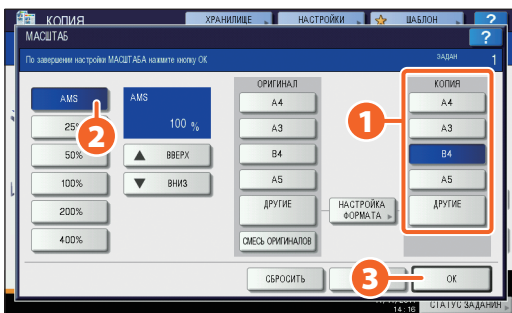 КОПИЯ ХРАНИЛИЩЕ НАСТРОЙКИ ШАБЛОН ?
МАСШТАБ ?
По завершении настройки МАСШТАБА нажмите кнопку ОК ЗАДАН 1
ОРИГИНАЛ КОПИЯ
AMS AMS A4 1 A4
25% 2 100 % A3 A3
50% ВВЕРХ B4 B4
100% ВНИЗ A5 A5
200% ДРУГИЕ НАСТРОЙКА ФОРМАТА ДРУГИЕ
400% СМЕСЬ ОРИГИНАЛОВ
СБРОСИТЬ 3 ОК
14:16 СТАТУС ЗАДАНИЯ